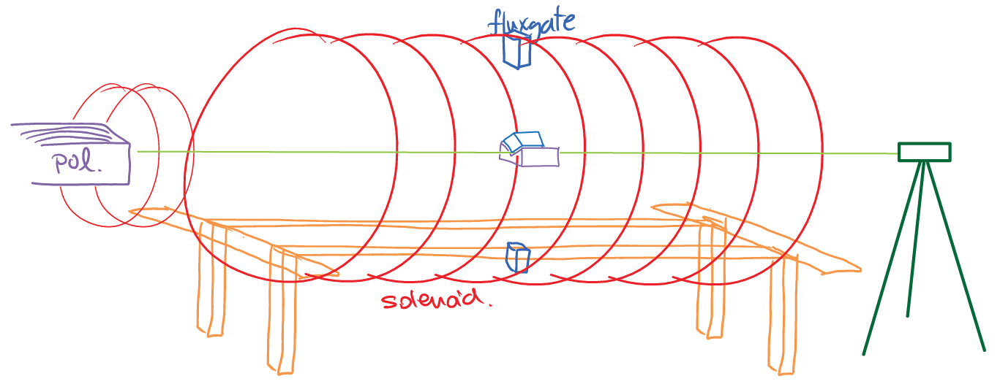 fluxgate
pol.
solenoid.